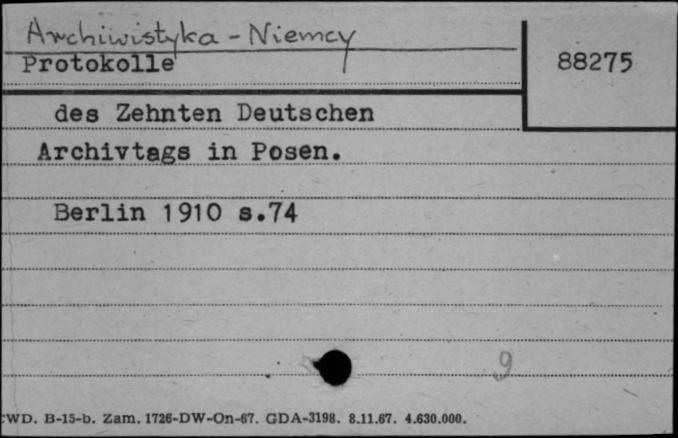 Archiwistyka - Niemcy
Protokolle
88275
des Zehnten Deutschen
Archivtags in Posen.
Berlin 1910 s.74
9
CWD. B-15-b. Zam. 1726-DW-On-67. GDA-3198. 8.11.67. 4.630.000.